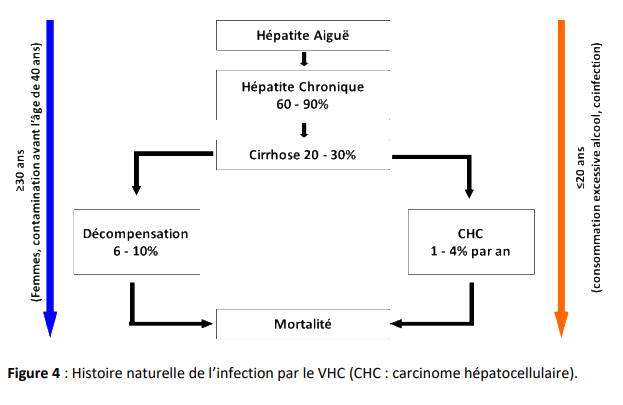 Hépatite Aiguë
Hépatite Chronique
60 - 90%
Cirrhose 20 - 30%
Décompensation
6 - 10%
CHC
1 - 4% par an
Mortalité
≥30 ans
(Femmes, contamination avant l'âge de 40 ans)
≤20 ans
(consommation excessive alcool, coinfection)
Figure 4 : Histoire naturelle de l'infection par le VHC (CHC : carcinome hépatocellulaire).